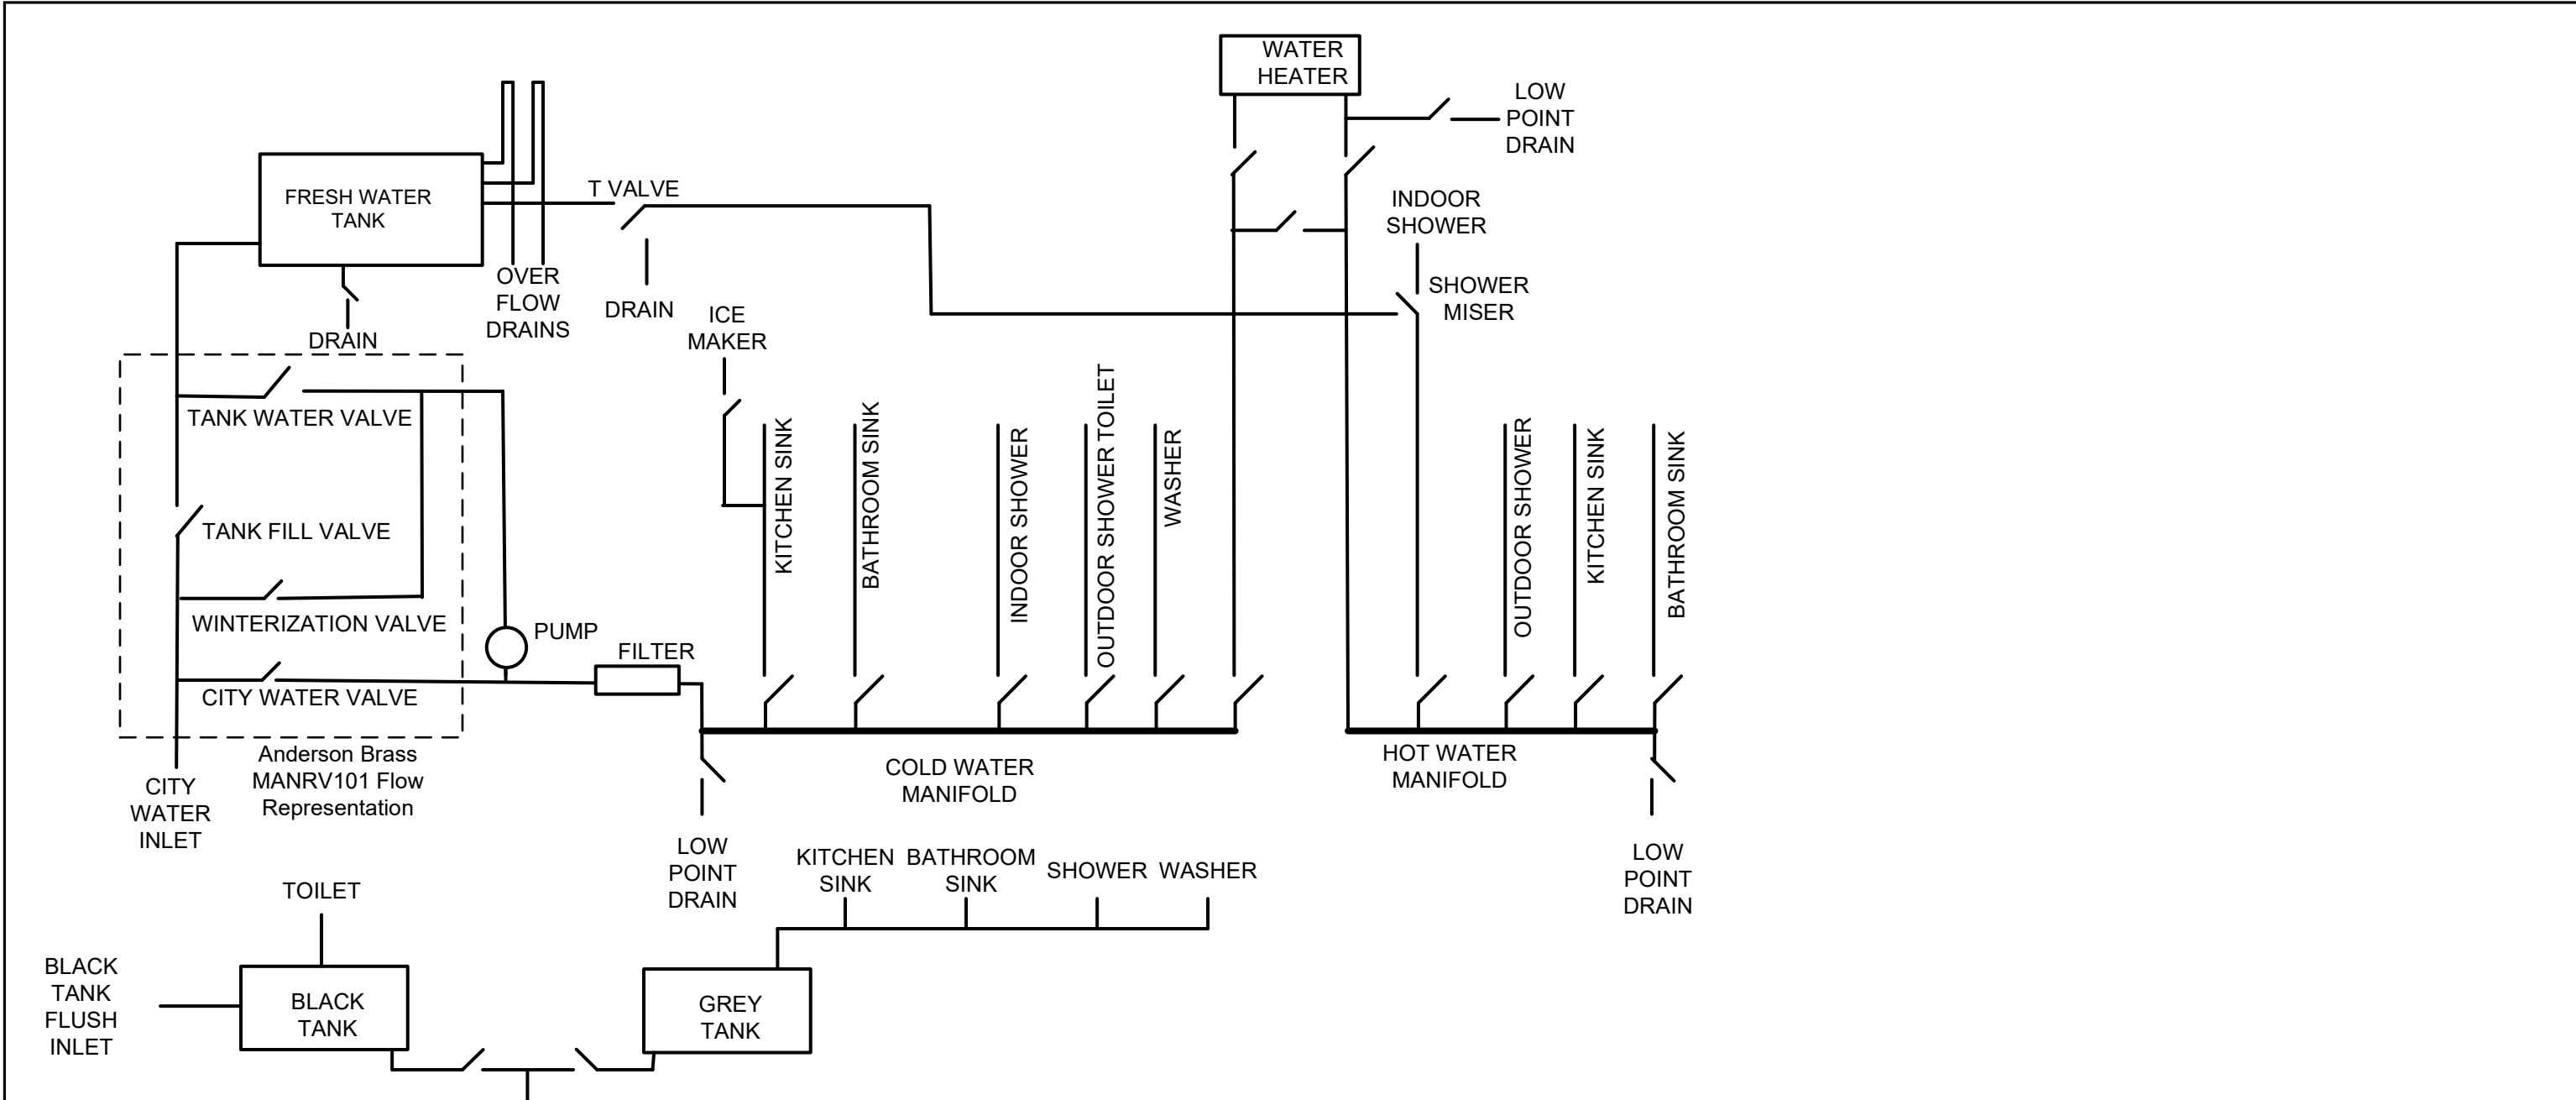 WATER
HEATER
LOW
POINT
DRAIN
FRESH WATER
TANK
T VALVE
INDOOR
SHOWER
OVER
FLOW
DRAINS
DRAIN
SHOWER
MISER
DRAIN
ICE
MAKER
TANK WATER VALVE
TANK FILL VALVE
WINTERIZATION VALVE
CITY WATER VALVE
PUMP
FILTER
KITCHEN SINK
BATHROOM SINK
INDOOR SHOWER
OUTDOOR SHOWER TOILET
WASHER
OUTDOOR SHOWER
KITCHEN SINK
BATHROOM SINK
Anderson Brass
MANRV101 Flow
Representation
CITY
WATER
INLET
COLD WATER
MANIFOLD
HOT WATER
MANIFOLD
LOW
POINT
DRAIN
LOW
POINT
DRAIN
KITCHEN
SINK
BATHROOM
SINK
SHOWER
WASHER
TOILET
BLACK
TANK
FLUSH
INLET
BLACK
TANK
GREY
TANK